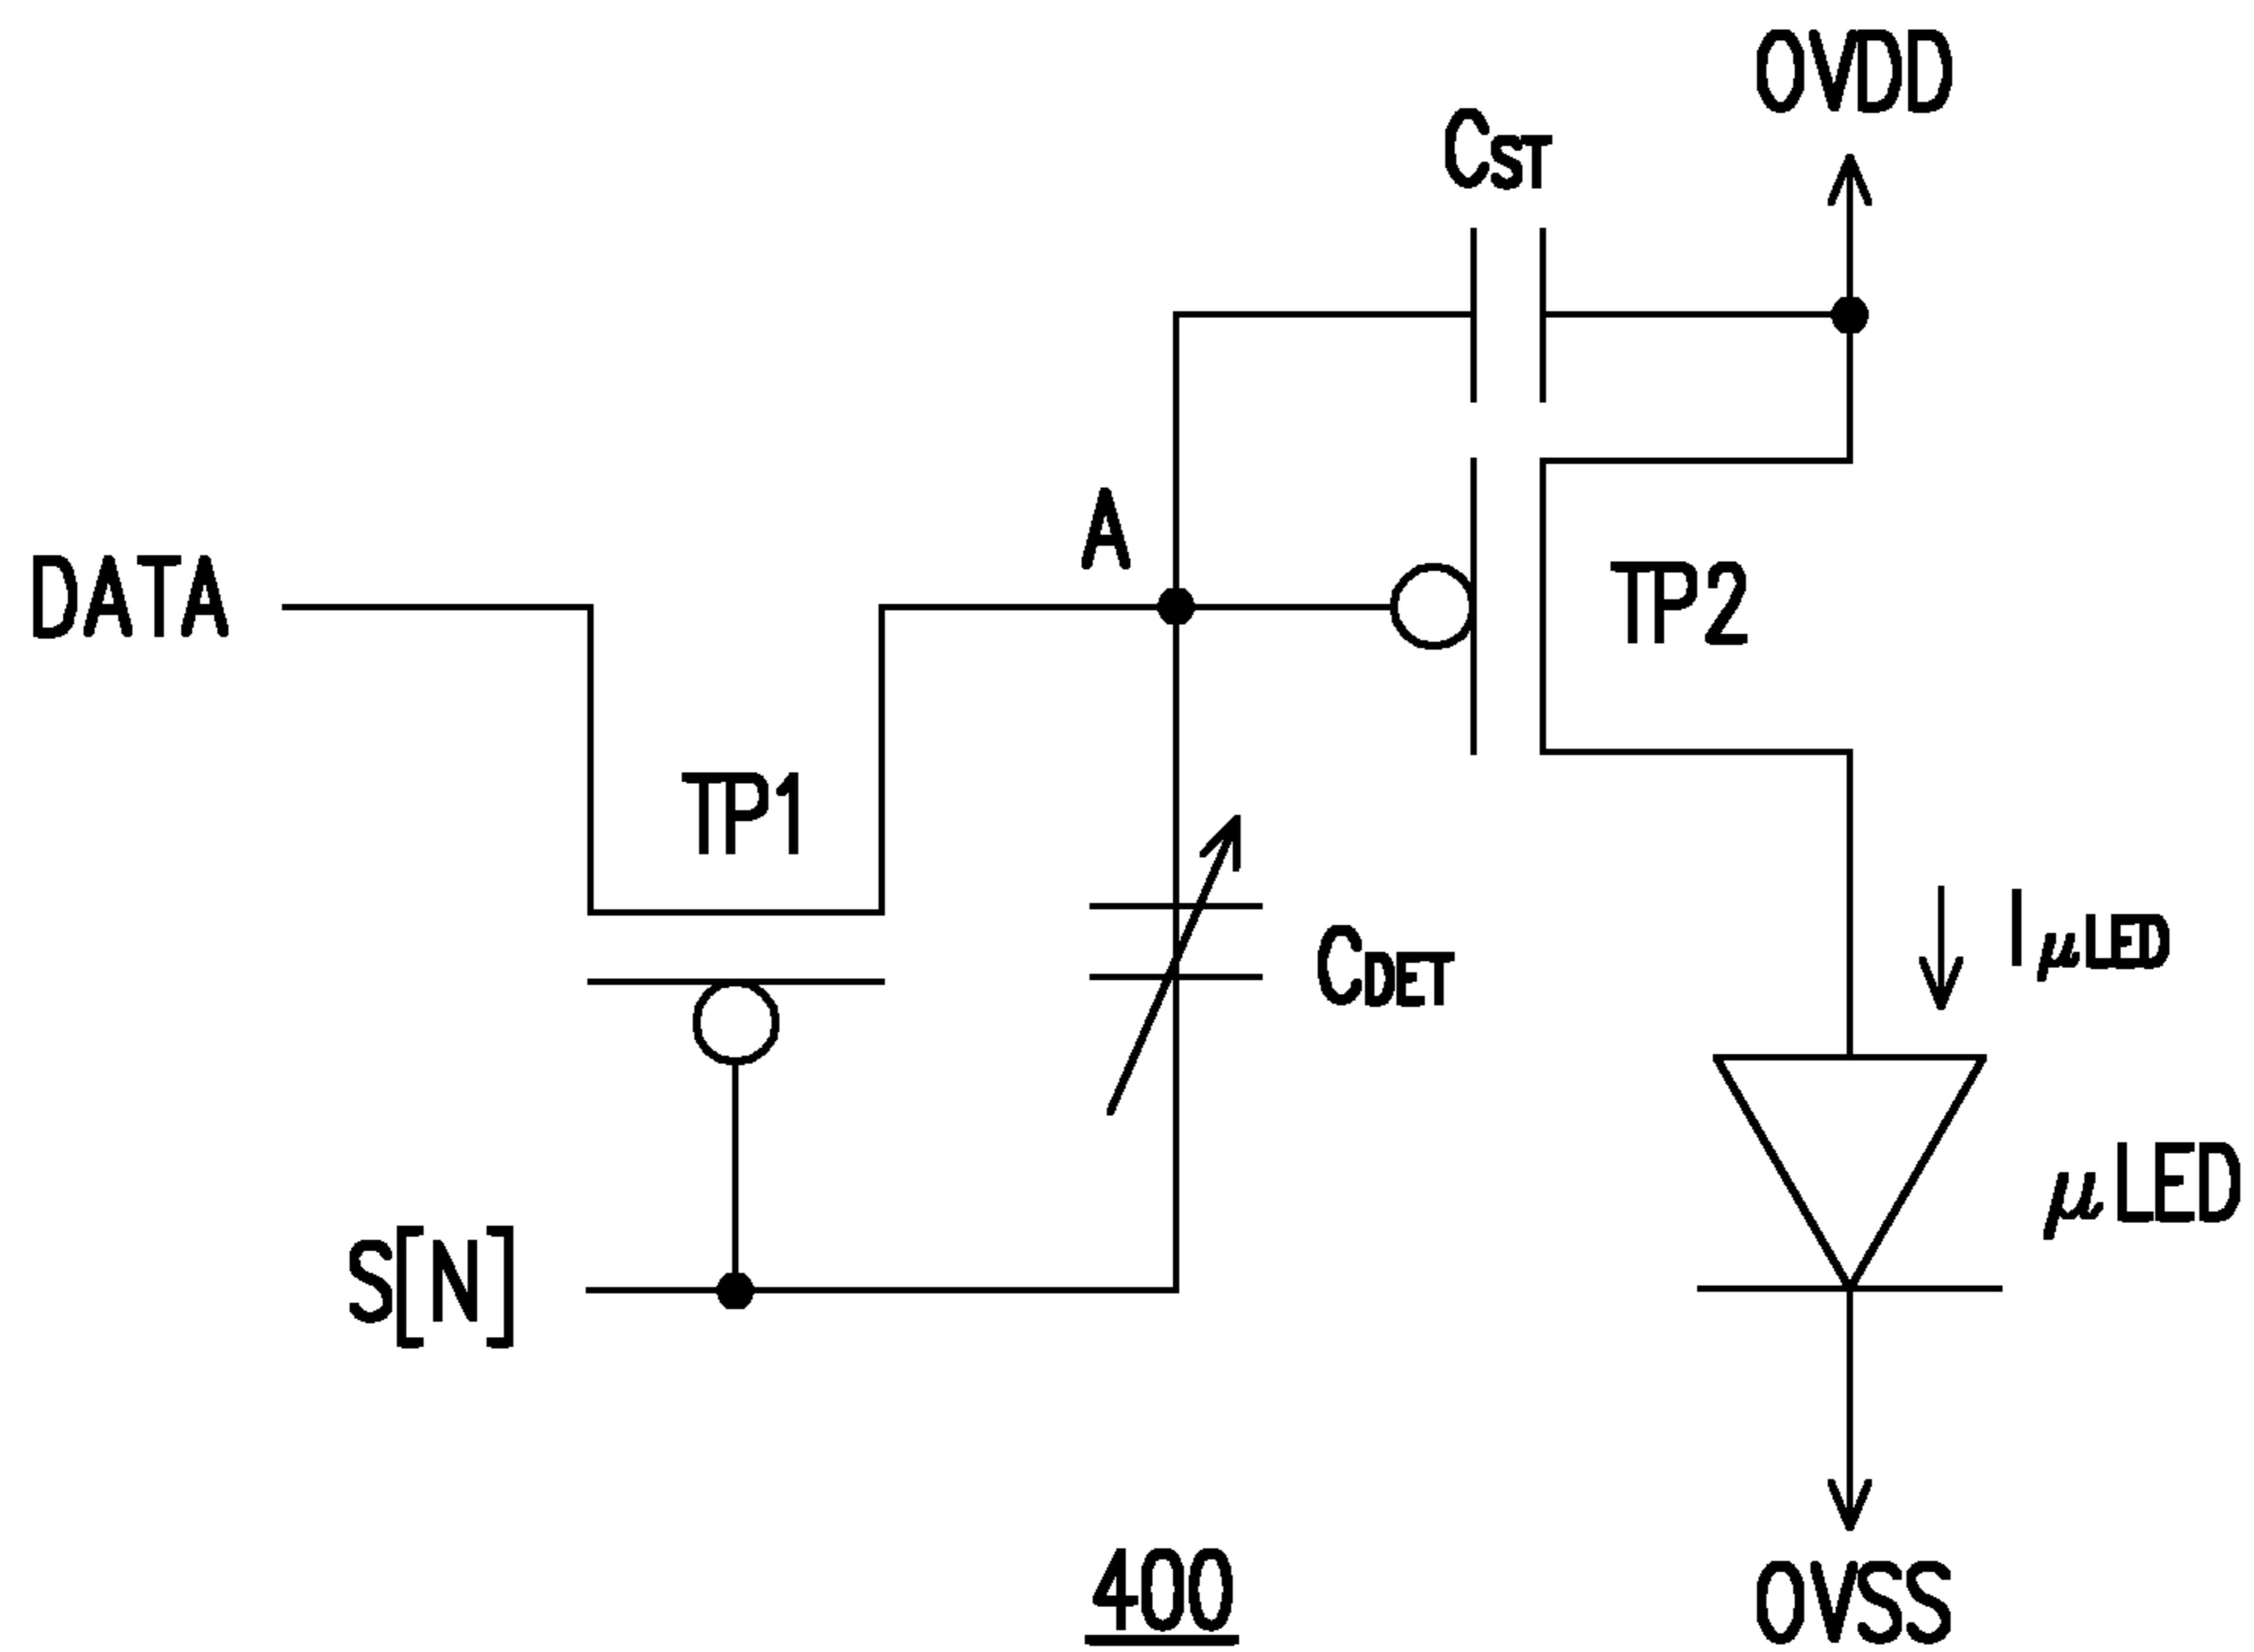 OVDD
CST
A
DATA
TP2
TP1
IμLED
CDET
μLED
S[N]
400
OVSS